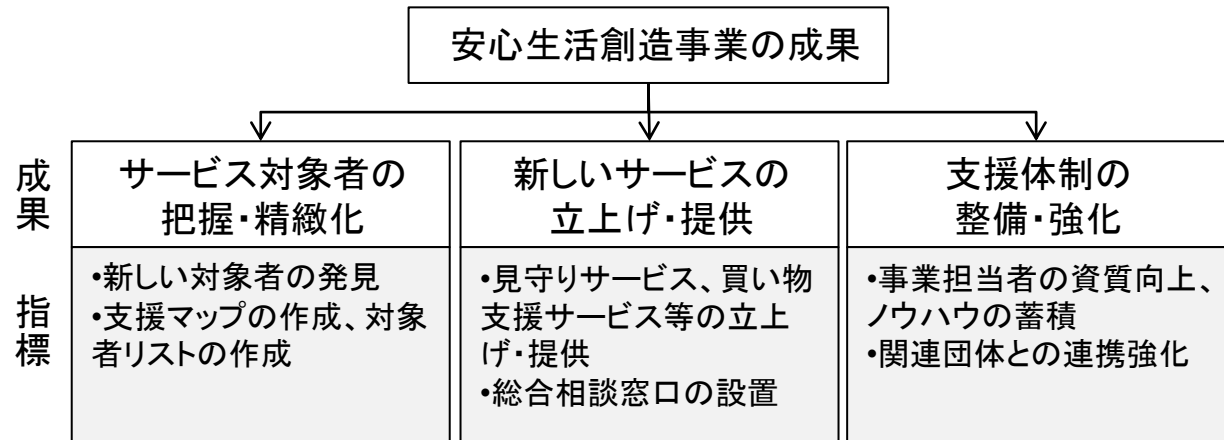 安心生活創造事業の成果
成果
サービス対象者の
把握・精緻化
新しいサービスの
立上げ・提供
支援体制の
整備・強化
指標
•新しい対象者の発見
•支援マップの作成、対象
者リストの作成
•見守りサービス、買い物
支援サービス等の立上
げ・提供
•総合相談窓口の設置
•事業担当者の資質向上、
ノウハウの蓄積
•関連団体との連携強化